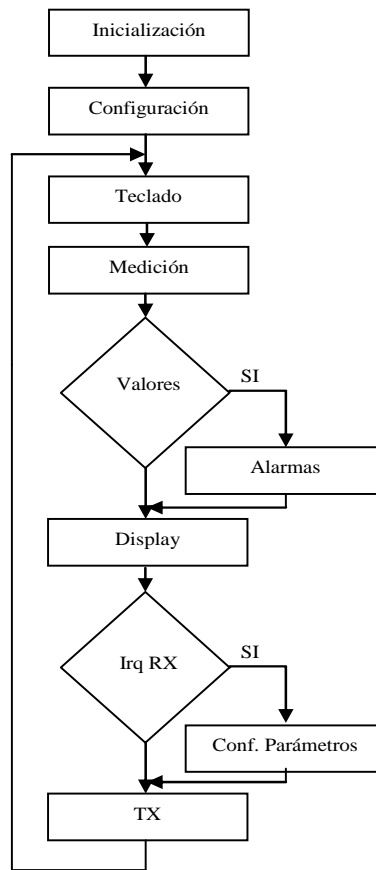 Inicialización
Configuración
Teclado
Medición
Valores
SI
Alarmas
Display
Irq RX
SI
Conf. Parámetros
TX